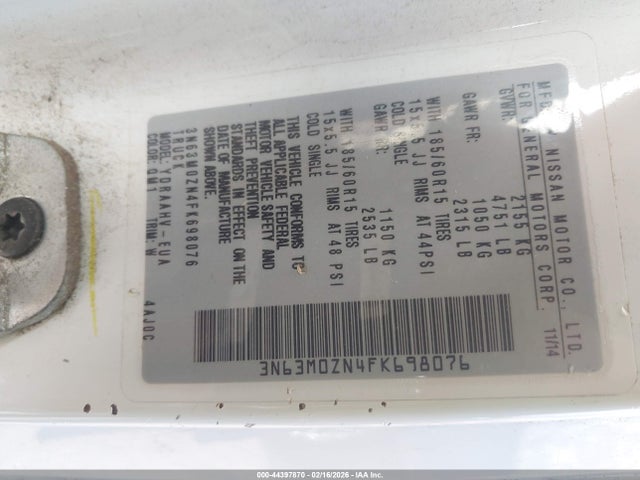 MFD. NISSAN MOTOR CO., LTD.
FOR GENERAL MOTORS CORP. 11/14
GVWR: 2155 KG
4751 LB
GAWR FR: 1050 KG
2315 LB
WITH 185/60R15 TIRES
15x5.5 JJ RIMS AT 44PSI
COLD SINGLE
GAWR RR: 1150 KG
2535 LB
WITH 185/60R15 TIRES
15x5.5 JJ RIMS AT 48 PSI
COLD SINGLE
THIS VEHICLE CONFORMS TO
ALL APPLICABLE FEDERAL
MOTOR VEHICLE SAFETY AND
THEFT PREVENTION
STANDARDS IN EFFECT ON THE
DATE OF MANUFACTURE
SHOWN ABOVE.
3N63M0ZN4FK698076
TRUCK
MODEL YDRAAHV-EUA
COLOR: QM1 TRIM: W 4AJ0C
3N63M0ZN4FK698076
000-44397870 - 02/16/2026 - IAA Inc.